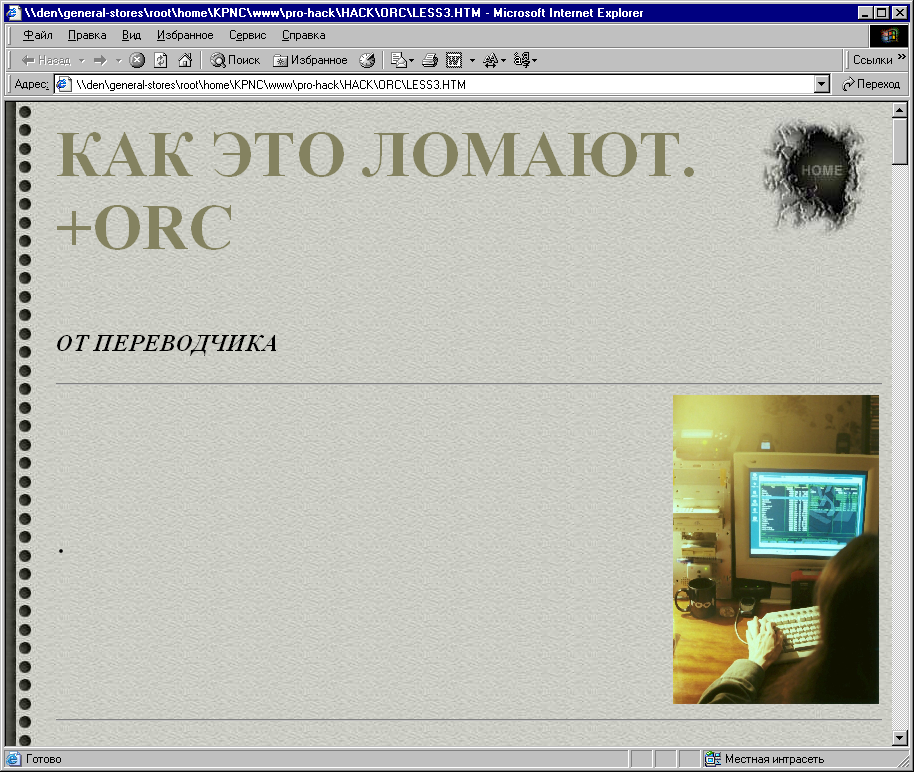 \\den\general-stores\root\home\KPNC\www\pro-hack\HACK\ORC\LESS3.HTM - Microsoft Internet Explorer
Файл Правка Вид Избранное Сервис Справка
Назад Поиск Избранное Ссылки »
Адрес: \\den\general-stores\root\home\KPNC\www\pro-hack\HACK\ORC\LESS3.HTM Переход
КАК ЭТО ЛОМАЮТ.
HOME
+ORC
ОТ ПЕРЕВОДЧИКА
.
Готово Местная интрасеть